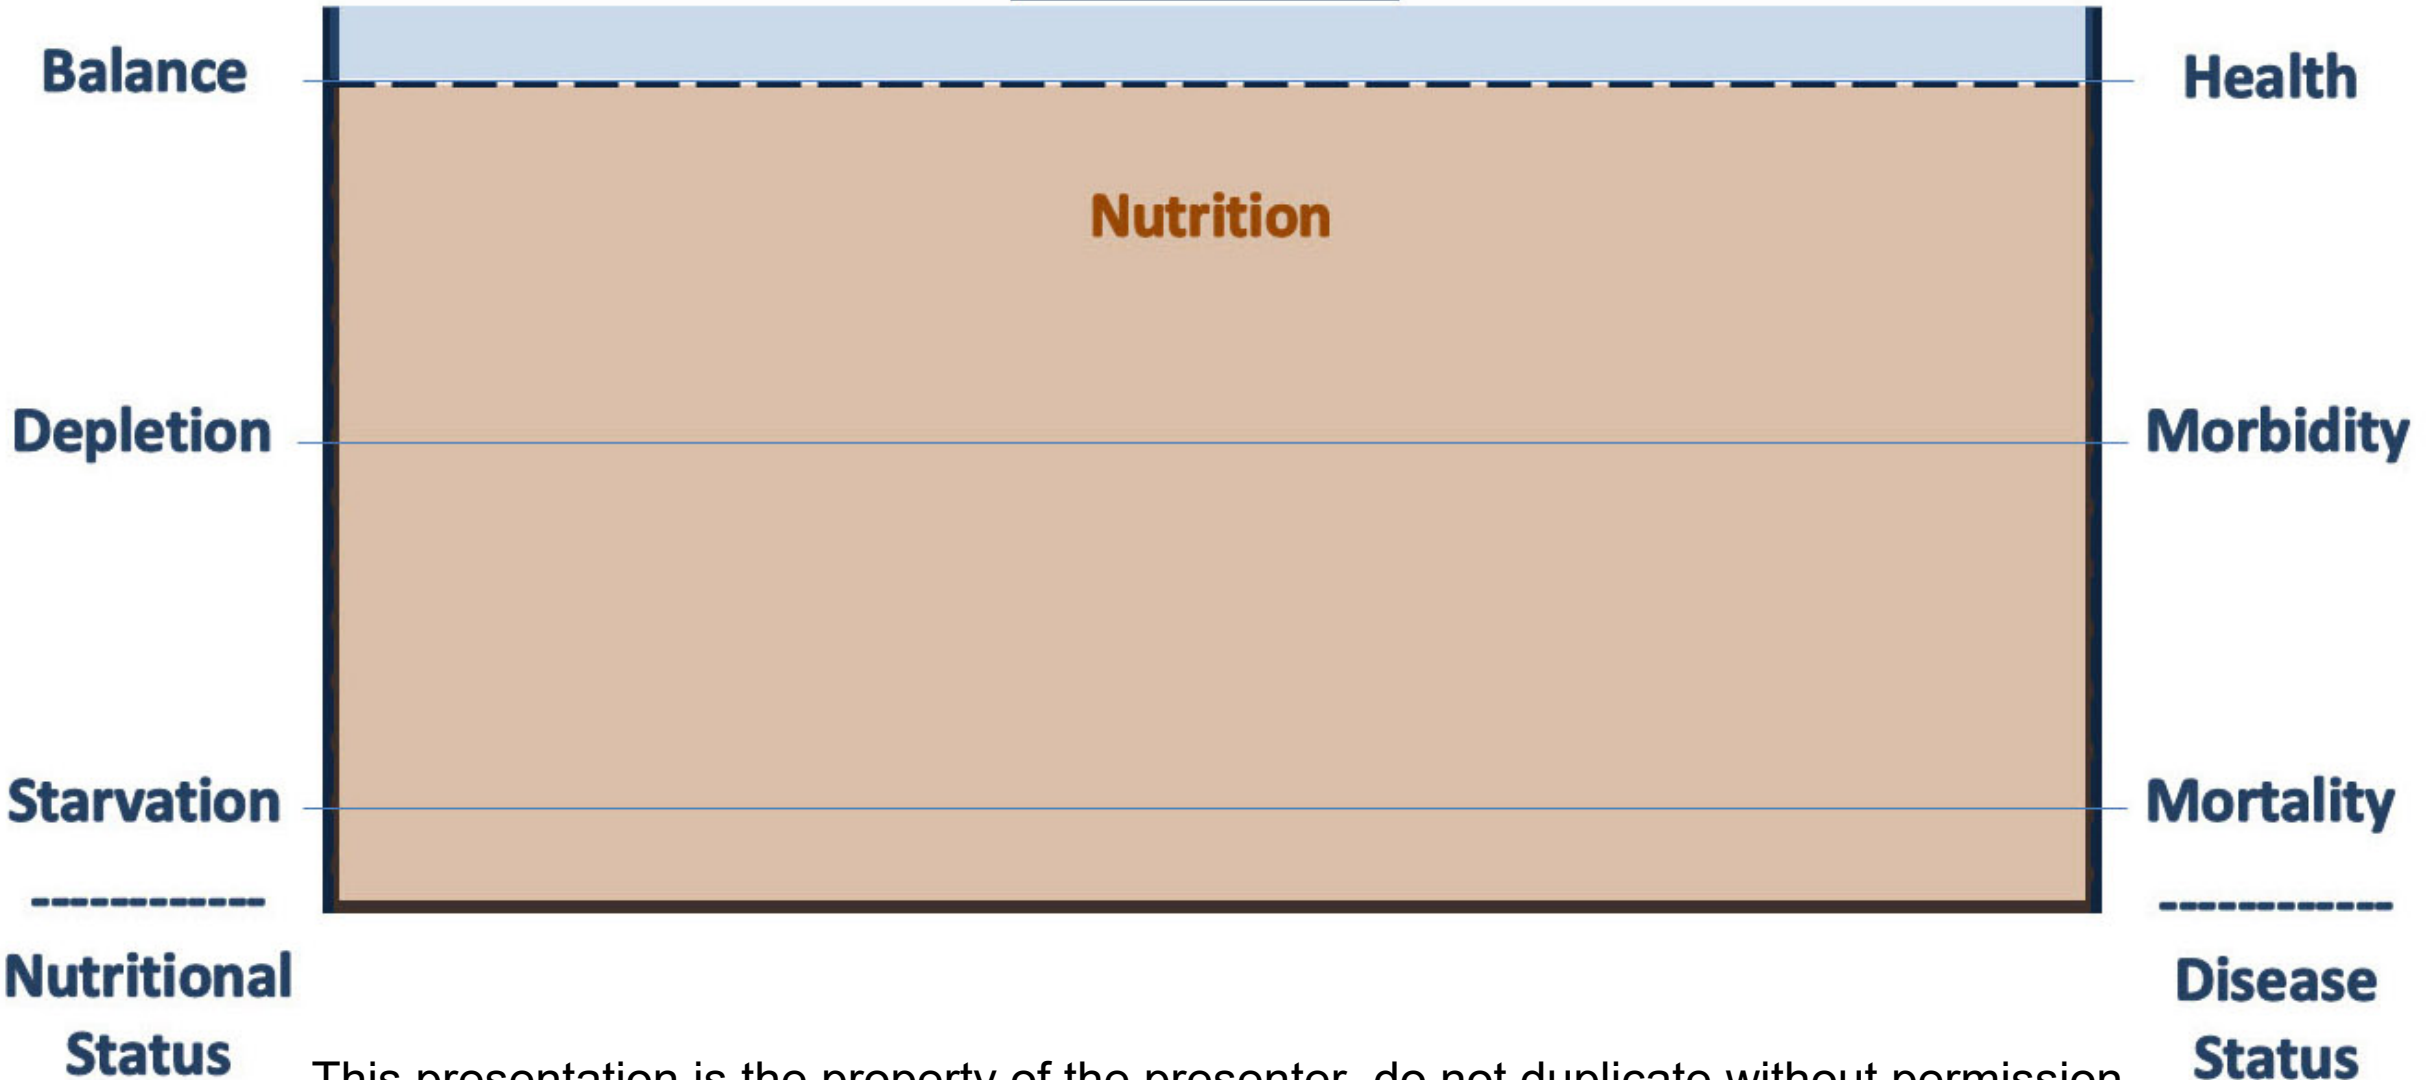 Balance
Health
Nutrition
Depletion
Morbidity
Starvation
Mortality
------------
------------
Nutritional
Status
Disease
Status
This presentation is the property of the presenter, do not duplicate without permission